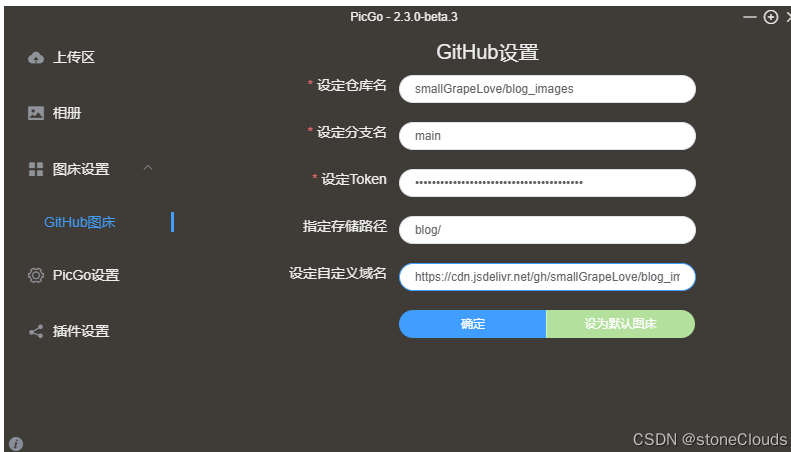 PicGo - 2.3.0-beta.3
上传区
相册
图床设置
GitHub图床
PicGo设置
插件设置
GitHub设置
* 设定仓库名 smallGrapeLove/blog_images
* 设定分支名 main
* 设定Token ••••••••••••••••••••••••••••••••••••••••
指定存储路径 blog/
设定自定义域名 https://cdn.jsdelivr.net/gh/smallGrapeLove/blog_im
确定 设为默认图床
CSDN @stoneClouds